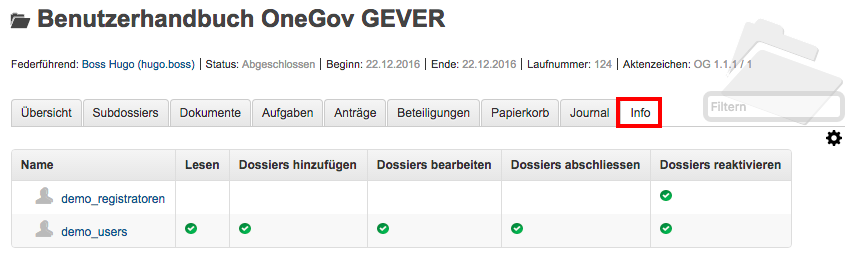 Benutzerhandbuch OneGov GEVER
Federführend: Boss Hugo (hugo.boss) | Status: Abgeschlossen | Beginn: 22.12.2016 | Ende: 22.12.2016 | Laufnummer: 124 | Aktenzeichen: OG 1.1.1 / 1
Übersicht Subdossiers Dokumente Aufgaben Anträge Beteiligungen Papierkorb Journal Info
Filtern
Name Lesen Dossiers hinzufügen Dossiers bearbeiten Dossiers abschliessen Dossiers reaktivieren
demo_registratoren
demo_users